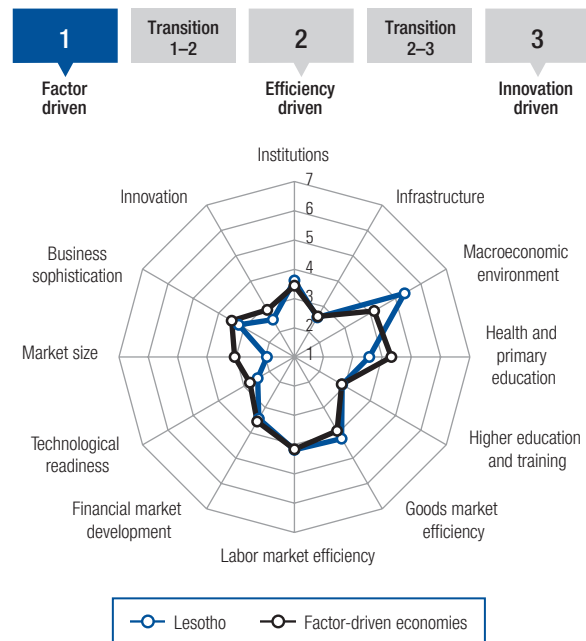 1
Transition
1–2
2
Transition
2–3
3
Factor
driven
Efficiency
driven
Innovation
driven
Institutions
Innovation
Infrastructure
Business
sophistication
Macroeconomic
environment
Market size
Health and
primary
education
Technological
readiness
Higher education
and training
Financial market
development
Goods market
efficiency
Labor market efficiency
7
6
5
4
3
2
1
Lesotho
Factor-driven economies